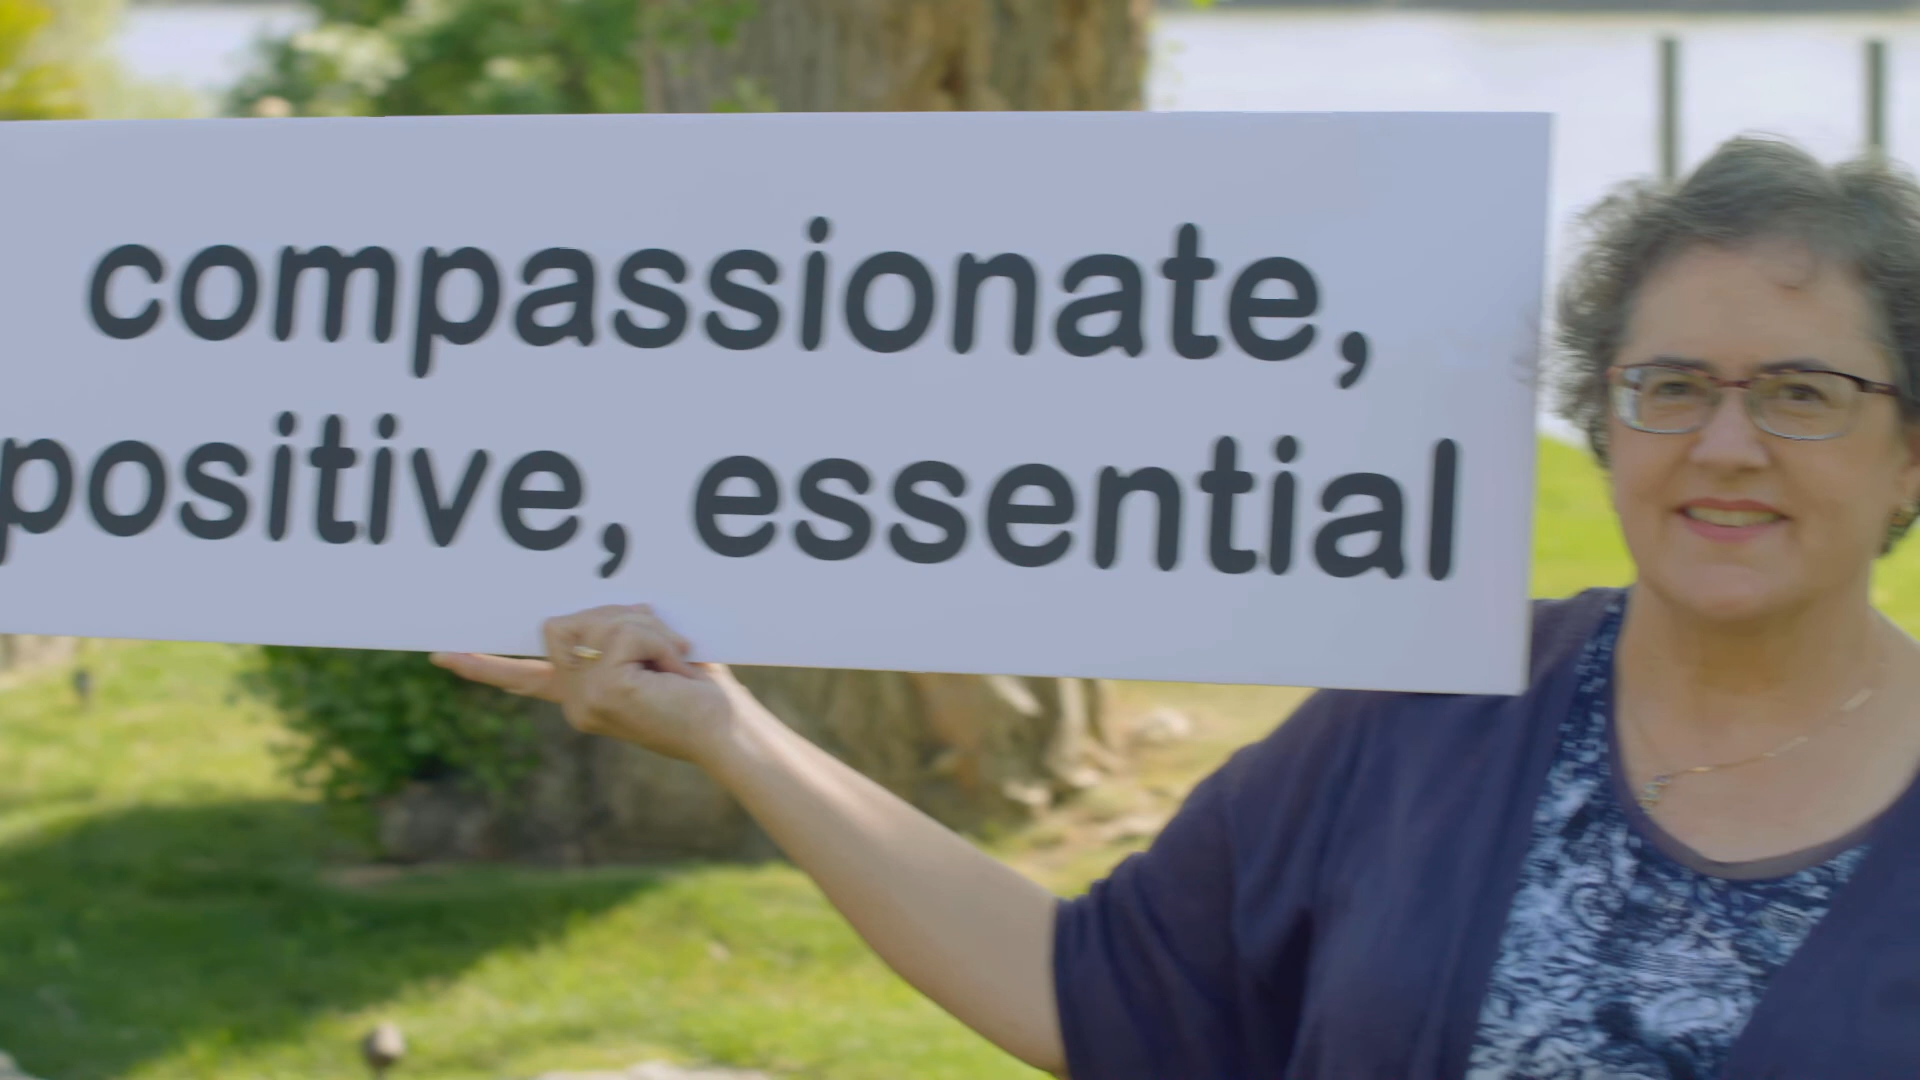 compassionate,
positive, essential